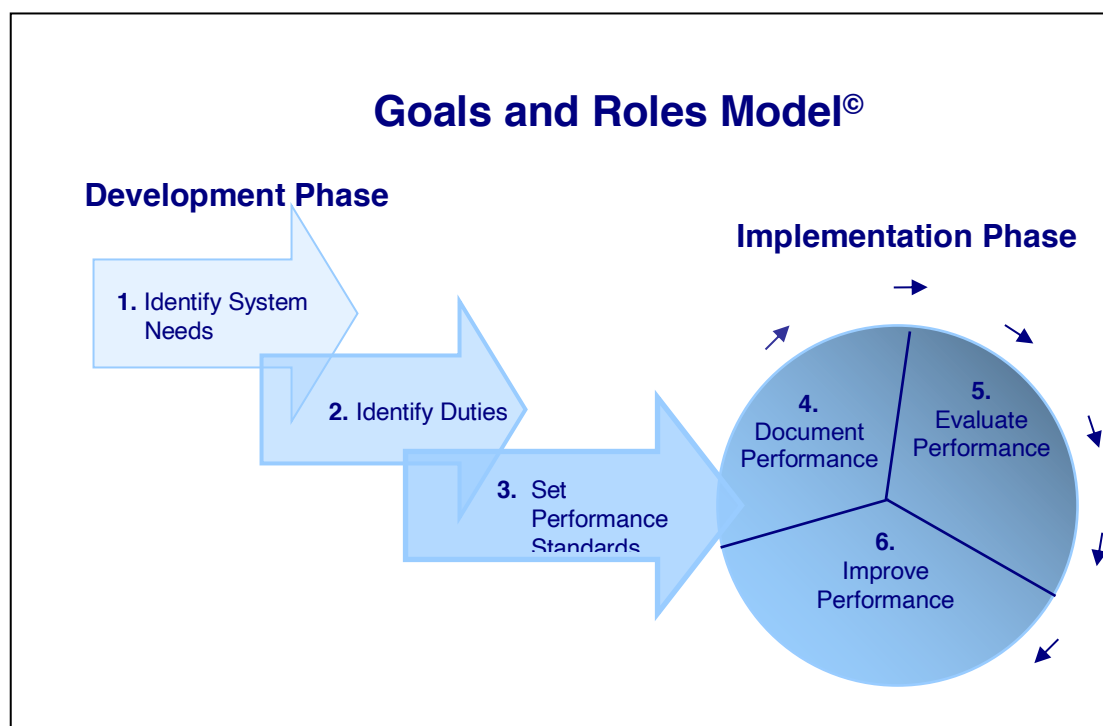 Goals and Roles Model©
Development Phase
Implementation Phase
1. Identify System
Needs
2. Identify Duties
3. Set
Performance
Standards
4.
Document
Performance
5.
Evaluate
Performance
6.
Improve
Performance